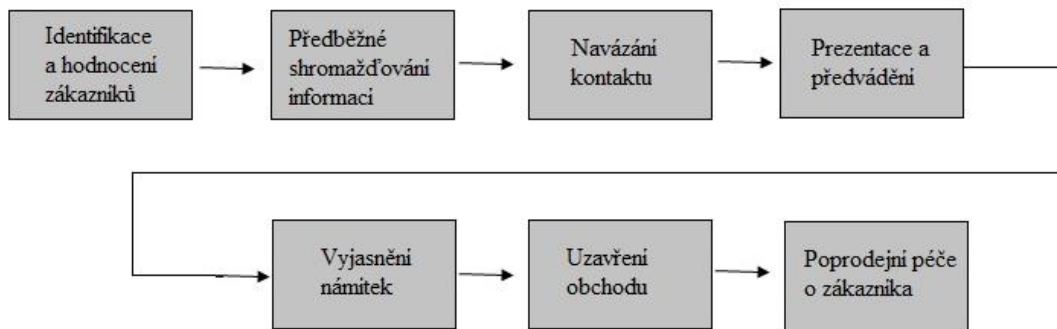 Identifikace
a hodnocení
zákazníků
Předběžné
shromažďování
informací
Navázání
kontaktu
Prezentace a
předvádění
Vyjasnění
námitek
Uzavření
obchodu
Poprodejní péče
o zákazníka